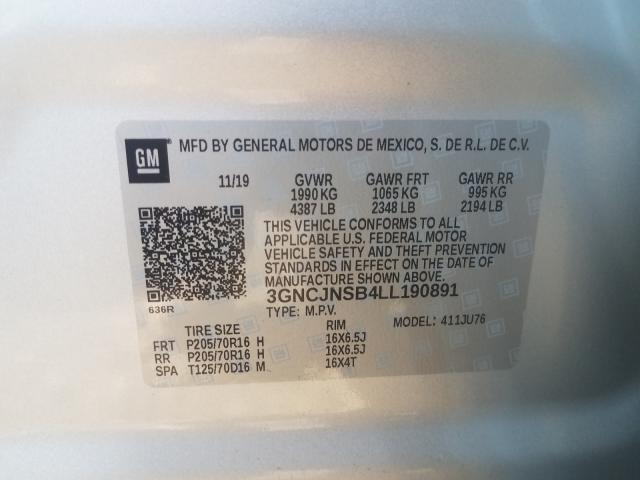 GM
MFD BY GENERAL MOTORS DE MEXICO, S. DE R.L. DE C.V.
11/19 GVWR GAWR FRT GAWR RR
1990 KG 1065 KG 995 KG
4387 LB 2348 LB 2194 LB
THIS VEHICLE CONFORMS TO ALL
APPLICABLE U.S. FEDERAL MOTOR
VEHICLE SAFETY AND THEFT PREVENTION
STANDARDS IN EFFECT ON THE DATE
OF MANUFACTURE SHOWN ABOVE.
636R 3GNCJNSB4LL190891
TYPE: M.P.V. MODEL: 411JU76
TIRE SIZE RIM
FRT P205/70R16 H 16X6.5J
RR P205/70R16 H 16X6.5J
SPA T125/70D16 M 16X4T